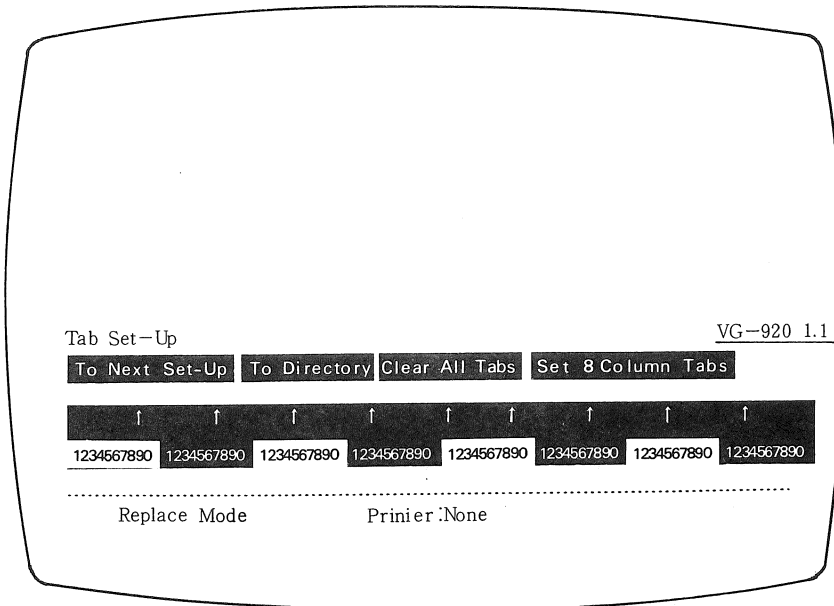 Tab Set-Up VG-920 1.1
To Next Set-Up To Directory Clear All Tabs Set 8 Column Tabs
↑ ↑ ↑ ↑ ↑ ↑ ↑ ↑ ↑
1234567890 1234567890 1234567890 1234567890 1234567890 1234567890 1234567890 1234567890
Replace Mode Prinier:None